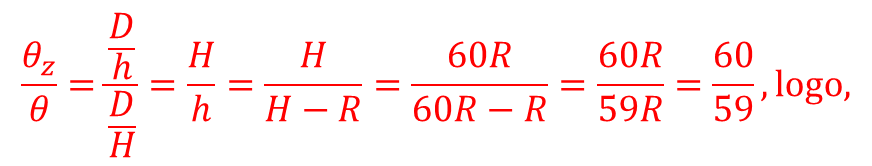 θ_z/θ = (D/h)/(D/H) = H/h = H/(H − R) = 60R/(60R − R) = 60R/59R = 60/59 , logo,